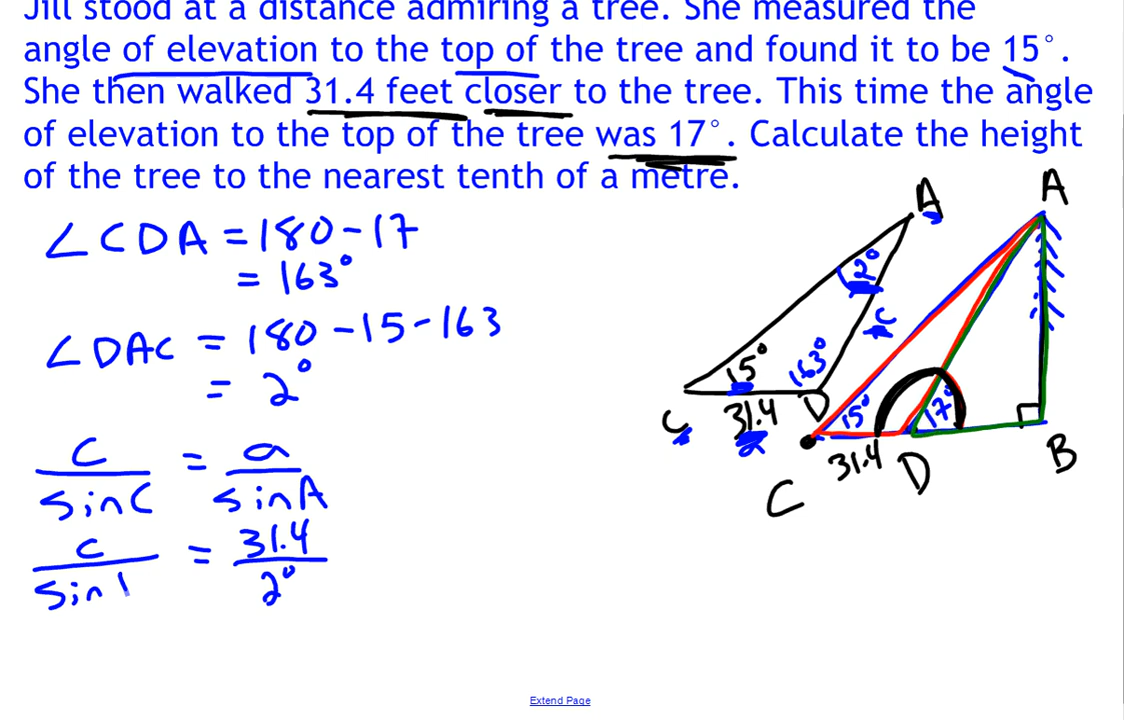 Jill stood at a distance admiring a tree. She measured the
angle of elevation to the top of the tree and found it to be 15°.
She then walked 31.4 feet closer to the tree. This time the angle
of elevation to the top of the tree was 17°. Calculate the height
of the tree to the nearest tenth of a metre.
∠CDA = 180-17
= 163°
∠DAC = 180-15-163
= 2°
c/sinC = a/sinA
c/sin1 = 31.4/2°
A
2°
c
15°
163°
C
31.4
D
a
A
15°
17°
C
31.4
D
B
Extend Page